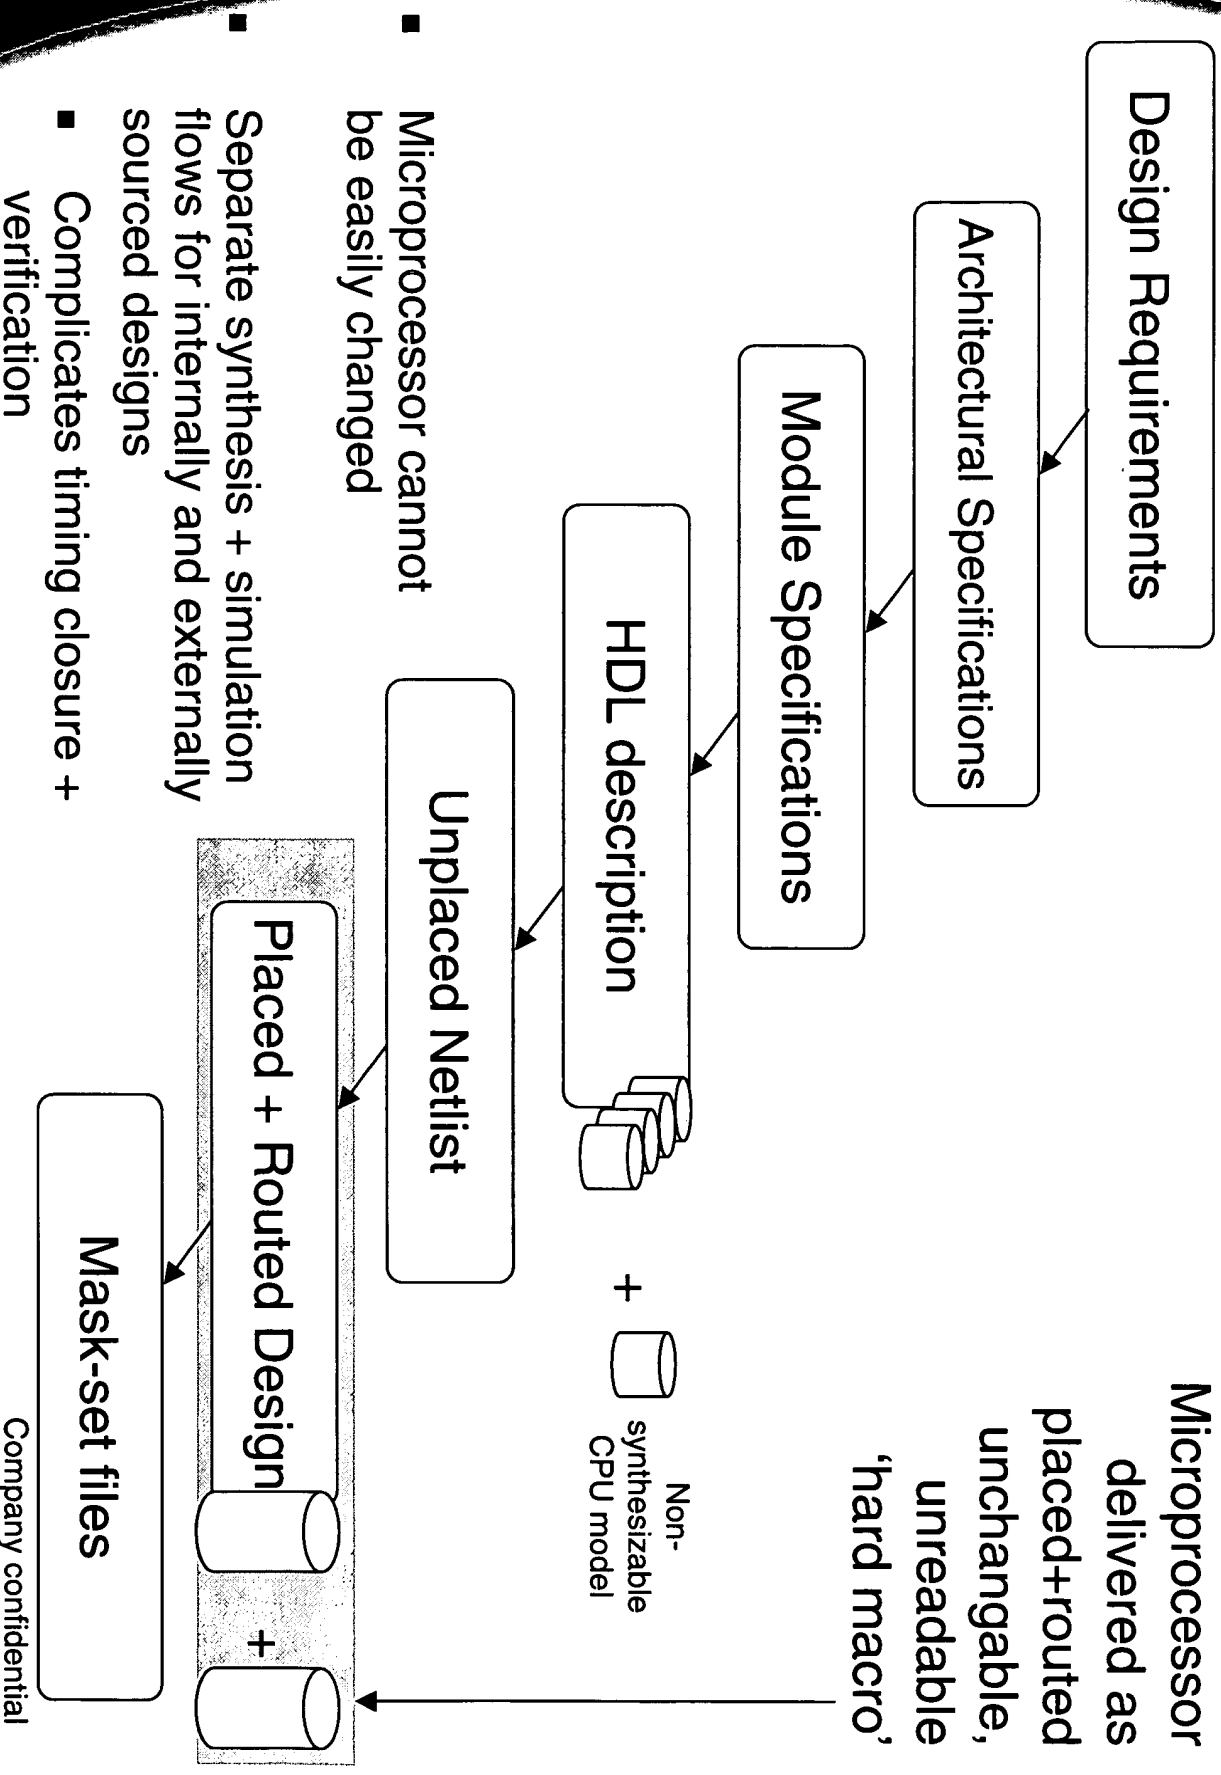 Design Requirements
Architectural Specifications
Module Specifications
HDL description
+
Non-
synthesizable
CPU model
Unplaced Netlist
Placed + Routed Design
+
Mask-set files
Microprocessor
delivered as
placed+routed
unchangable,
unreadable
‘hard macro’
▪ Microprocessor cannot
be easily changed
▪ Separate synthesis + simulation
flows for internally and externally
sourced designs
▪ Complicates timing closure +
verification
Company confidential